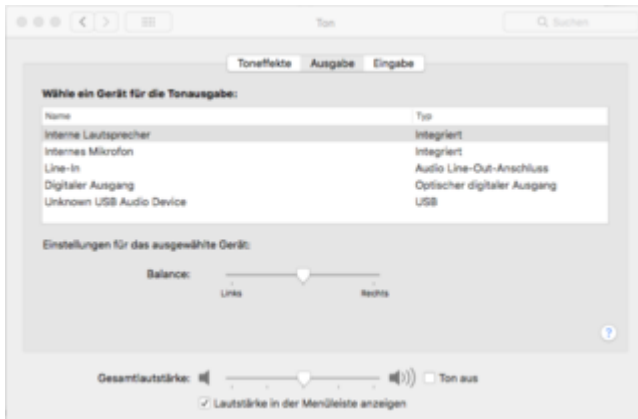 Ton
Suchen
Toneffekte Ausgabe Eingabe
Wähle ein Gerät für die Tonausgabe:
Name Typ
Interne Lautsprecher Integriert
Internes Mikrofon Integriert
Line-In Audio Line-Out-Anschluss
Digitaler Ausgang Optischer digitaler Ausgang
Unknown USB Audio Device USB
Einstellungen für das ausgewählte Gerät:
Balance:
Links Rechts
?
Gesamtlautstärke: Ton aus
Lautstärke in der Menüleiste anzeigen